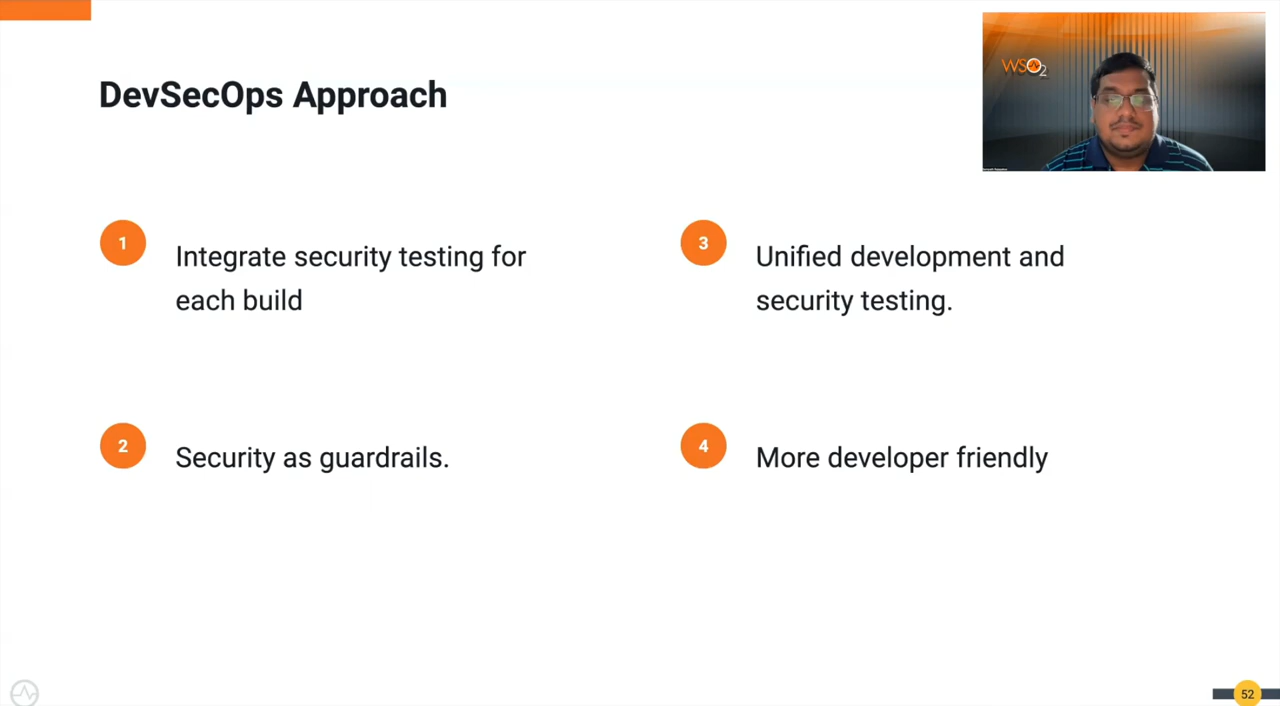 DevSecOps Approach
WSO2
1
Integrate security testing for
each build
2
Security as guardrails.
3
Unified development and
security testing.
4
More developer friendly
52